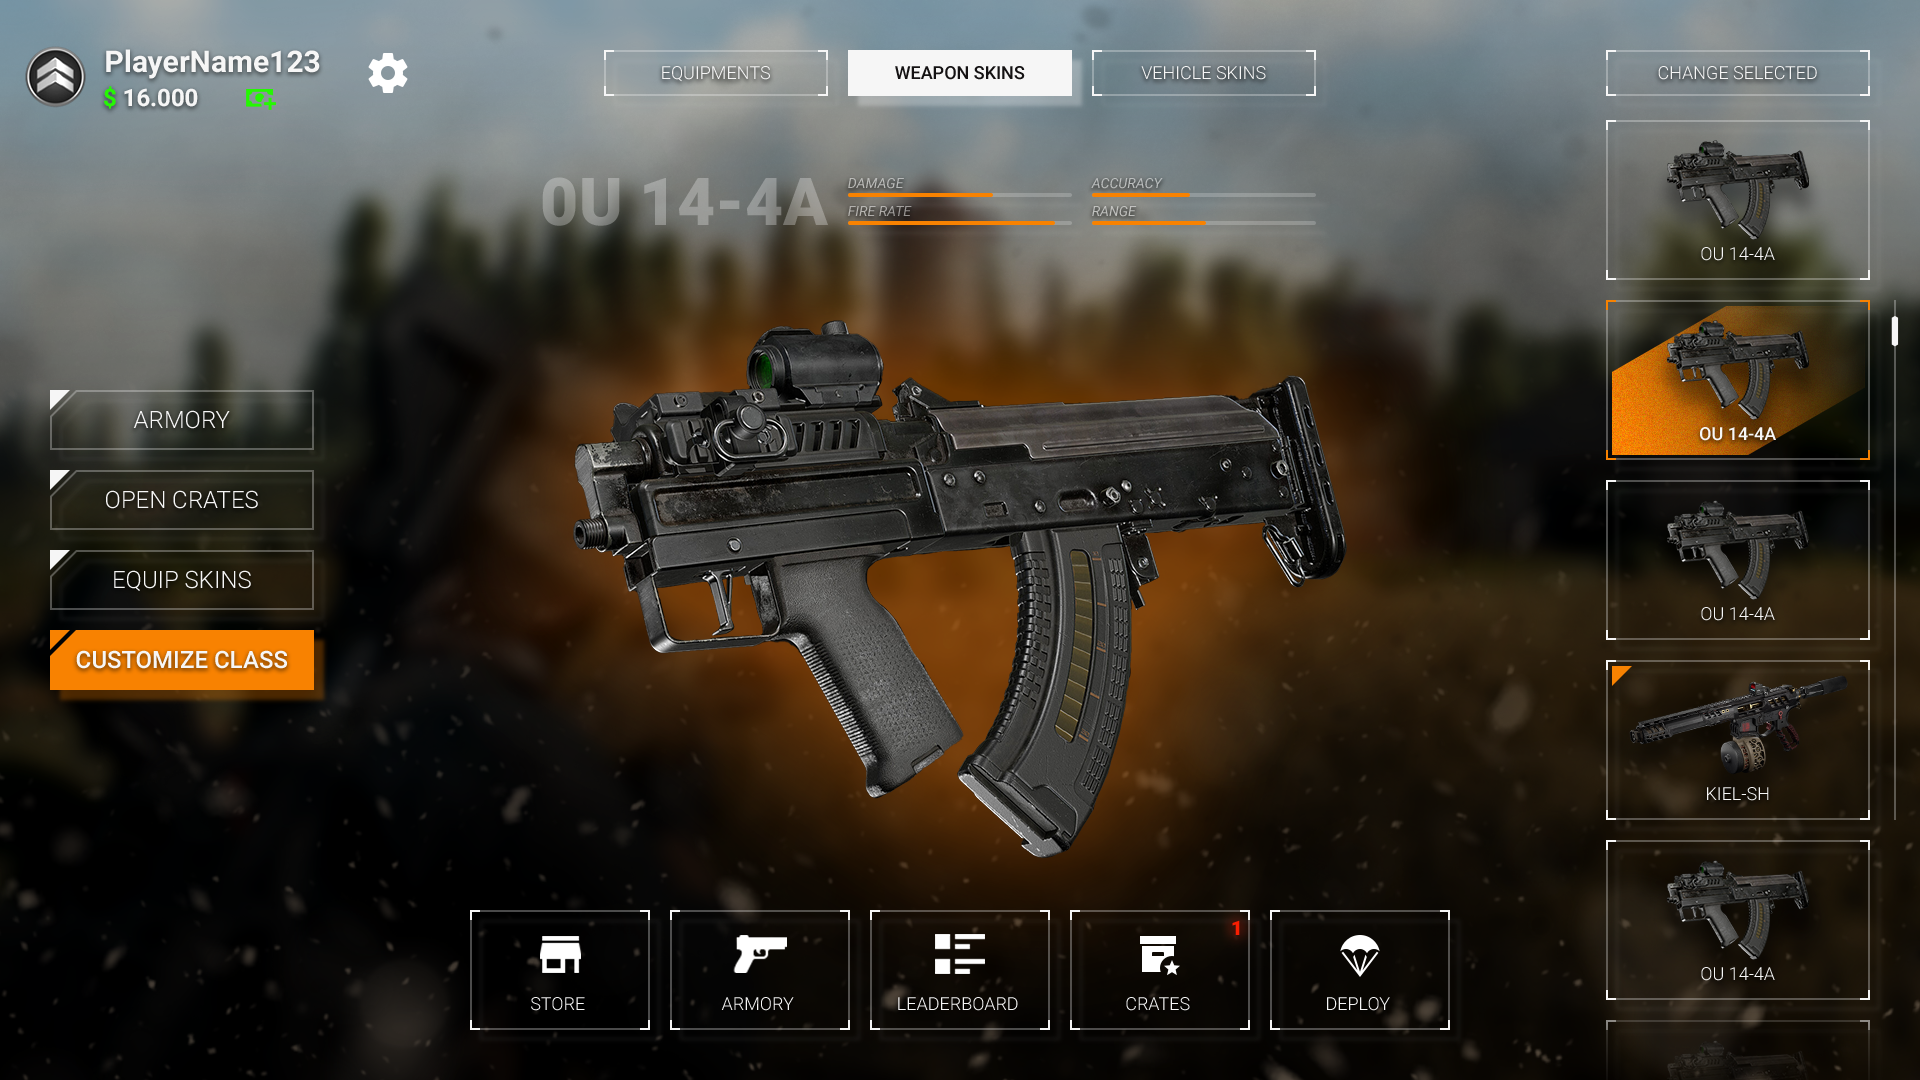 PlayerName123
$ 16.000
EQUIPMENTS
WEAPON SKINS
VEHICLE SKINS
CHANGE SELECTED
OU 14-4A
DAMAGE
ACCURACY
FIRE RATE
RANGE
OU 14-4A
OU 14-4A
OU 14-4A
KIEL-SH
OU 14-4A
ARMORY
OPEN CRATES
EQUIP SKINS
CUSTOMIZE CLASS
STORE
ARMORY
LEADERBOARD
1
CRATES
DEPLOY